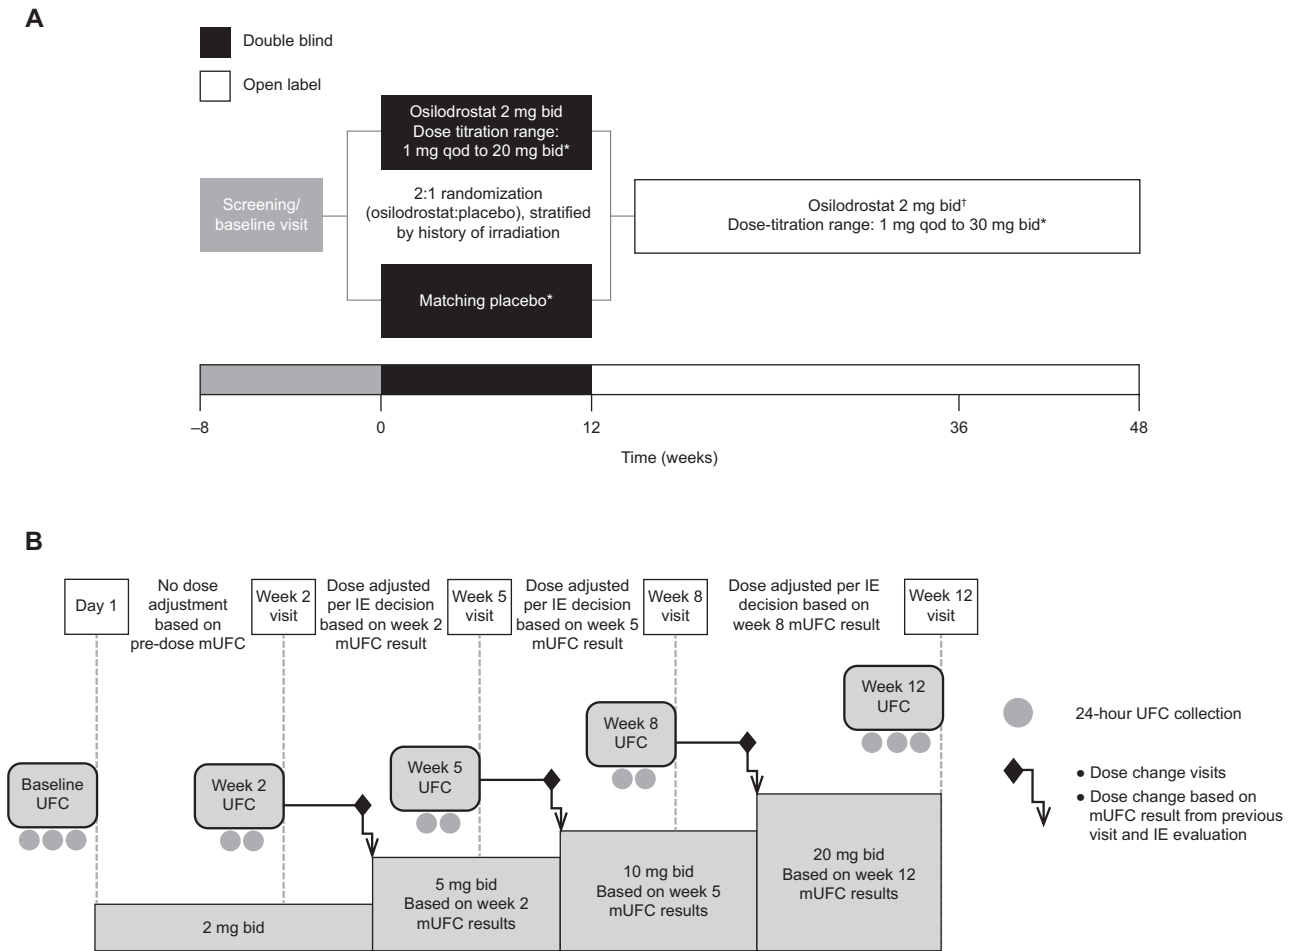 A
Double blind
Open label
Osilodrostat 2 mg bid
Dose titration range:
1 mg qod to 20 mg bid*
Screening/
baseline visit
2:1 randomization
(osilodrostat:placebo), stratified
by history of irradiation
Osilodrostat 2 mg bid†
Dose-titration range: 1 mg qod to 30 mg bid*
Matching placebo*
–8
0
12
36
48
Time (weeks)
B
Day 1
No dose
adjustment
based on
pre-dose mUFC
Week 2
visit
Dose adjusted
per IE decision
based on week 2
mUFC result
Week 5
visit
Dose adjusted
per IE decision
based on week 5
mUFC result
Week 8
visit
Dose adjusted per IE
decision based on
week 8 mUFC result
Week 12
visit
Baseline
UFC
Week 2
UFC
Week 5
UFC
Week 8
UFC
Week 12
UFC
24-hour UFC collection
● Dose change visits
● Dose change based on
mUFC result from previous
visit and IE evaluation
2 mg bid
5 mg bid
Based on week 2
mUFC results
10 mg bid
Based on week 5
mUFC results
20 mg bid
Based on week 12
mUFC results